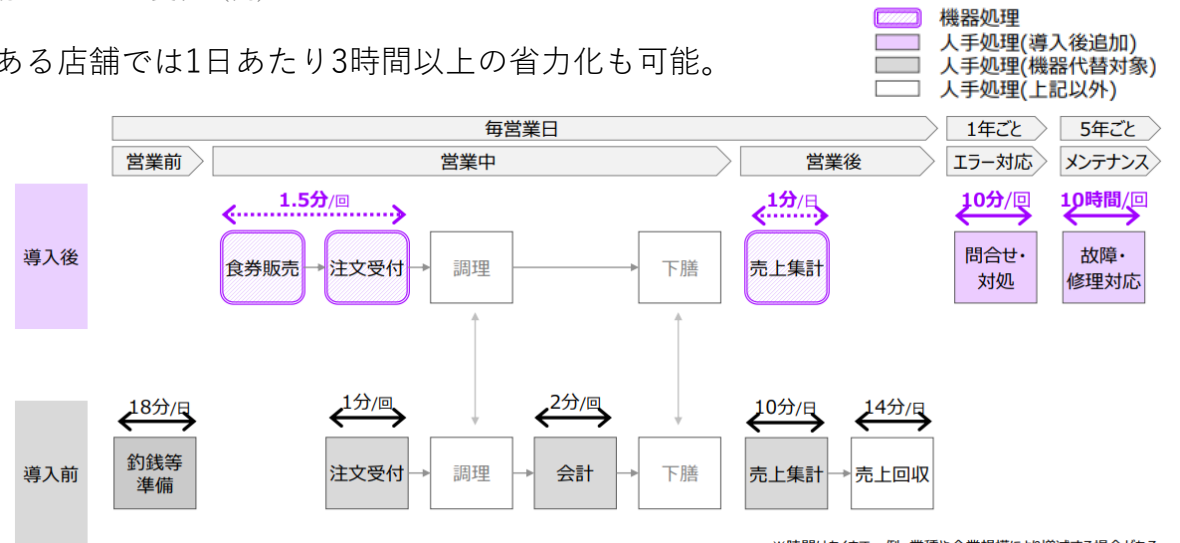 機器処理
人手処理(導入後追加)
人手処理(機器代替対象)
人手処理(上記以外)
ある店舗では1日あたり3時間以上の省力化も可能。
毎営業日
1年ごと
5年ごと
営業前
営業中
営業後
エラー対応
メンテナンス
導入後
1.5分/回
1分/日
10分/回
10時間/回
食券販売
注文受付
調理
下膳
売上集計
問合せ・
対処
故障・
修理対応
導入前
18分/日
1分/回
2分/回
10分/日
14分/日
釣銭等
準備
注文受付
調理
会計
下膳
売上集計
売上回収